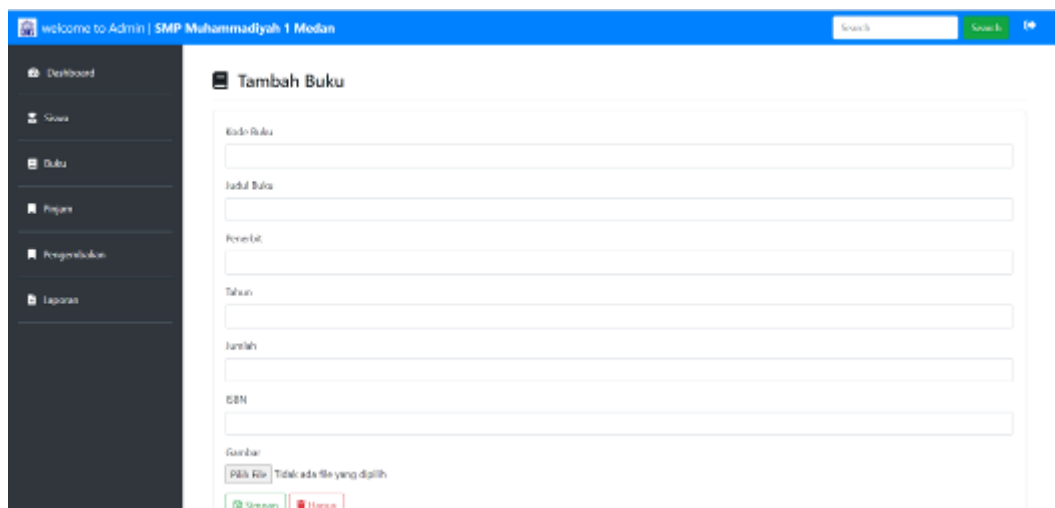 welcome to Admin | SMP Muhammadiyah 1 Medan
Search
Search
Dashboard
Siswa
Buku
Pinjam
Pengembalian
Laporan
Tambah Buku
Kode Buku
Judul Buku
Penerbit
Tahun
Jumlah
ISBN
Gambar
Pilih File Tidak ada file yang dipilih
Simpan
Hapus